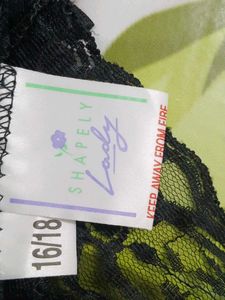 SHAPELY
Lady
KEEP AWAY FROM FIRE
16/18